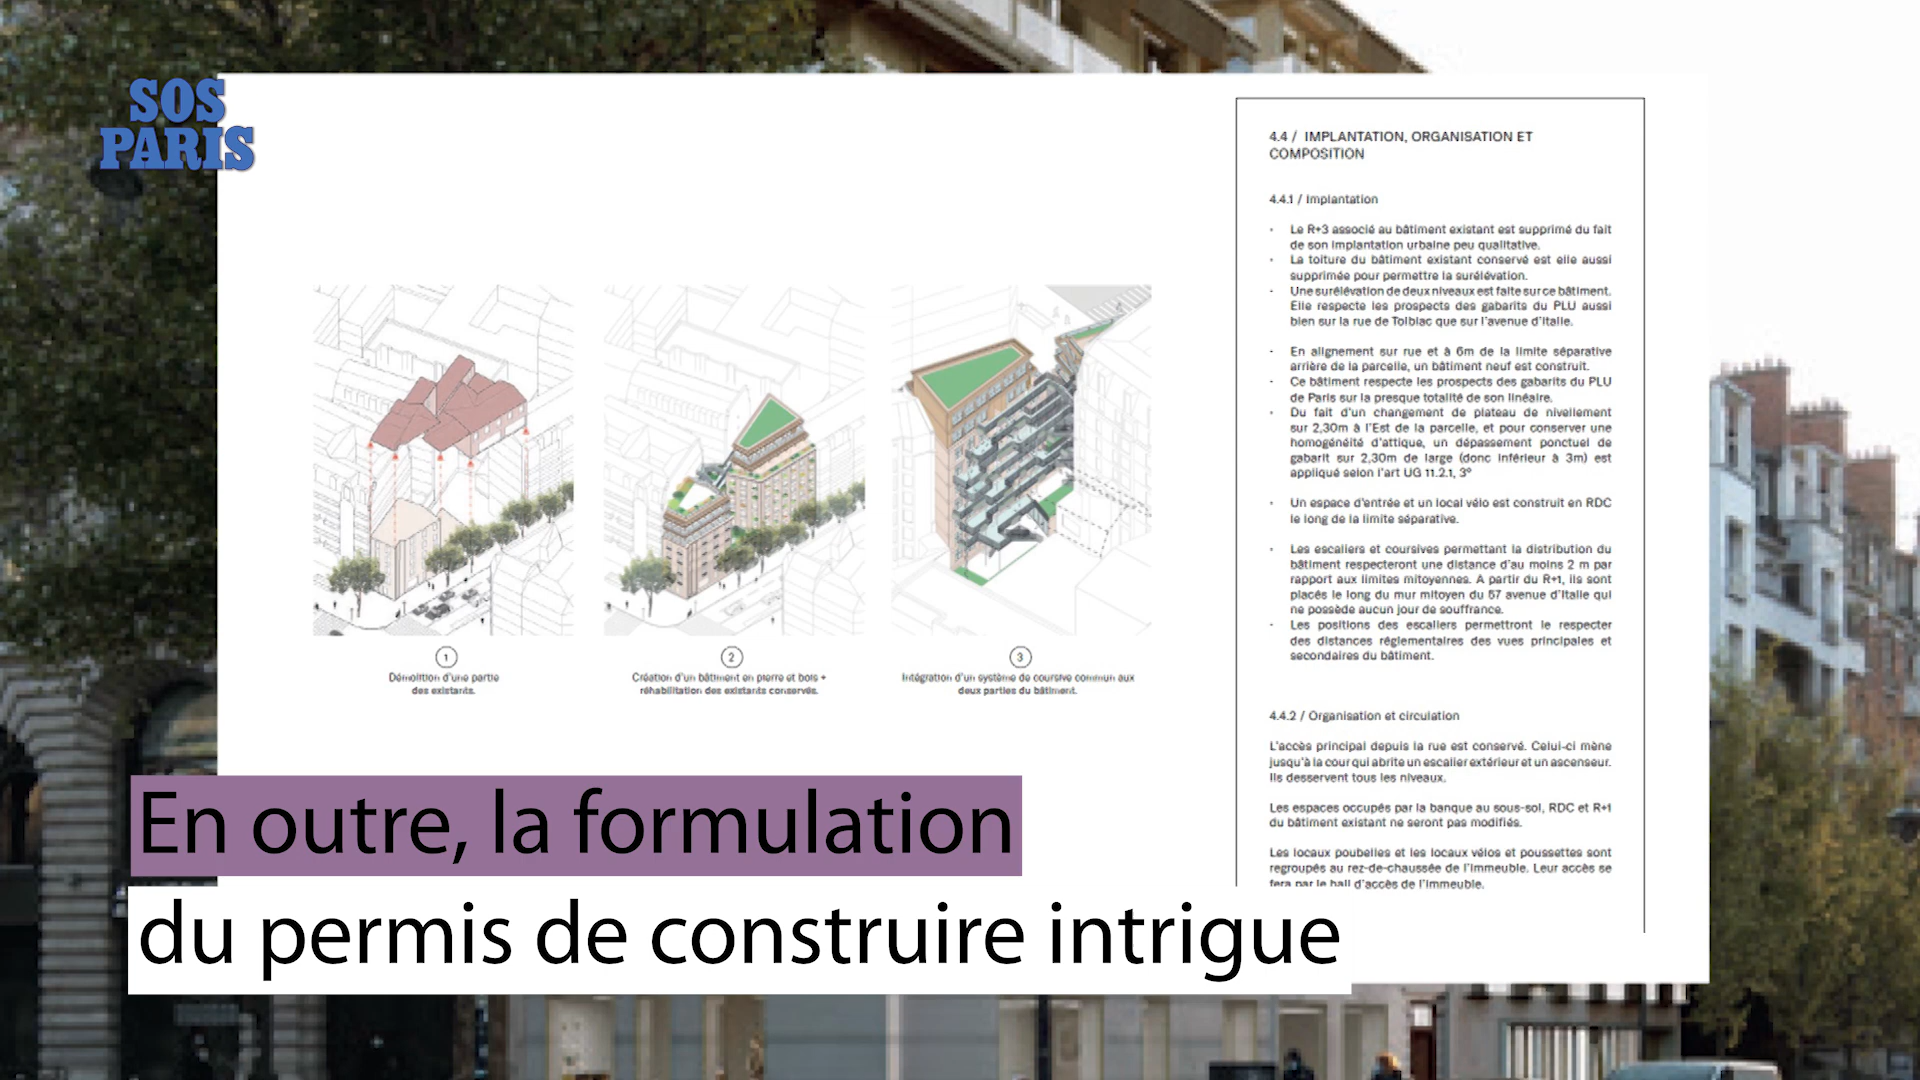 SOS
PARIS
4.4 / IMPLANTATION, ORGANISATION ET
COMPOSITION
4.4.1 / Implantation
• Le R+3 associé au bâtiment existant est supprimé du fait
de son implantation urbaine peu qualitative.
• La toiture du bâtiment existant conservé est elle aussi
supprimée pour permettre la surélévation.
• Une surélévation de deux niveaux est faite sur ce bâtiment.
Elle respecte les prospects des gabarits du PLU aussi
bien sur la rue de Tolbiac que sur l'avenue d'Italie.
• En alignement sur rue et à 6m de la limite séparative
arrière de la parcelle, un bâtiment neuf est construit.
• Ce bâtiment respecte les prospects des gabarits du PLU
de Paris sur la presque totalité de son linéaire.
• Du fait d'un changement de plateau de nivellement
sur 2,30m à l'Est de la parcelle, et pour conserver une
homogénéité d'attique, un dépassement ponctuel de
gabarit sur 2,30m de large (donc inférieur à 3m) est
appliqué selon l'art UG 11.2.1, 3°
• Un espace d'entrée et un local vélo est construit en RDC
le long de la limite séparative.
• Les escaliers et coursives permettant la distribution du
bâtiment respecteront une distance d'au moins 2 m par
rapport aux limites mitoyennes. A partir du R+1, ils sont
placés le long du mur mitoyen du 57 avenue d'Italie qui
ne possède aucun jour de souffrance.
• Les positions des escaliers permettront le respecter
des distances réglementaires des vues principales et
secondaires du bâtiment.
4.4.2 / Organisation et circulation
L'accès principal depuis la rue est conservé. Celui-ci mène
jusqu'à la cour qui abrite un escalier extérieur et un ascenseur.
Ils desservent tous les niveaux.
Les espaces occupés par la banque au sous-sol, RDC et R+1
du bâtiment existant ne seront pas modifiés.
Les locaux poubelles et les locaux vélos et poussettes sont
regroupés au rez-de-chaussée de l'immeuble. Leur accès se
fera par le hall d'accès de l'immeuble.
1
Démolition d'une partie
des existants.
2
Création d'un bâtiment en pierre et bois +
réhabilitation des existants conservés.
3
Intégration d'un système de coursive commun aux
deux parties du bâtiment.
En outre, la formulation
du permis de construire intrigue